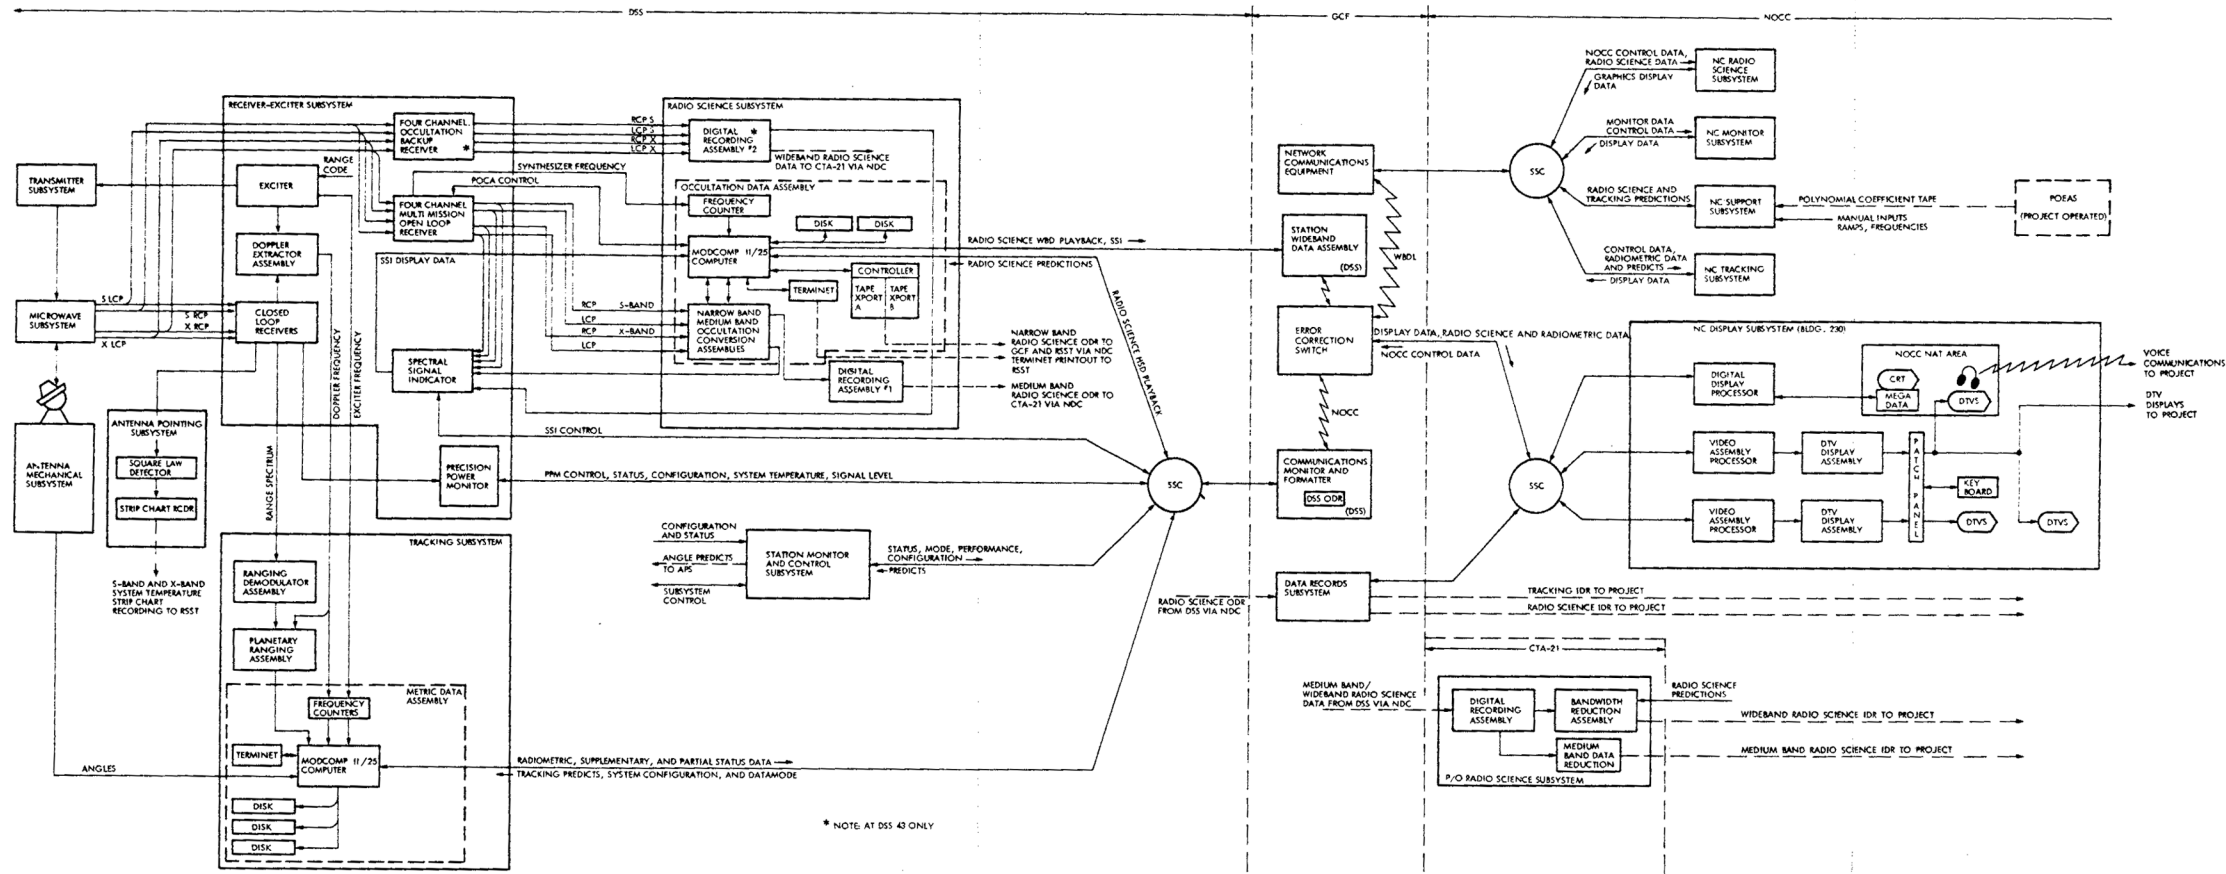 DSS
GCF
NOCC
RECEIVER-EXCITER SUBSYSTEM
FOUR CHANNEL.
OCCULTATION
BACKUP
RECEIVER *
RANGE
CODE
EXCITER
TRANSMITTER
SUBSYSTEM
FOUR CHANNEL
MULTI MISSION
OPEN LOOP
RECEIVER
DOPPLER
EXTRACTOR
ASSEMBLY
SSI DISPLAY DATA
S LCP
S RCP
X RCP
X LCP
MICROWAVE
SUBSYSTEM
CLOSED
LOOP
RECEIVERS
SPECTRAL
SIGNAL
INDICATOR
DOPPLER FREQUENCY
EXCITER FREQUENCY
RANGE SPECTRUM
ANTENNA
MECHANICAL
SUBSYSTEM
ANTENNA POINTING
SUBSYSTEM
SQUARE LAW
DETECTOR
STRIP CHART RCDR
S-BAND AND X-BAND
SYSTEM TEMPERATURE
STRIP CHART
RECORDING TO RSST
PRECISION
POWER
MONITOR
TRACKING SUBSYSTEM
RANGING
DEMODULATOR
ASSEMBLY
PLANETARY
RANGING
ASSEMBLY
METRIC DATA
ASSEMBLY
FREQUENCY
COUNTERS
TERMINET
MODCOMP II/25
COMPUTER
DISK
DISK
DISK
ANGLES
RADIO SCIENCE SUBSYSTEM
RCP S
LCP S
RCP X
LCP X
DIGITAL *
RECORDING
ASSEMBLY #2
WIDEBAND RADIO SCIENCE
DATA TO CTA-21 VIA NDC
SYNTHESIZER FREQUENCY
POCA CONTROL
OCCULTATION DATA ASSEMBLY
FREQUENCY
COUNTER
DISK
DISK
MODCOMP II/25
COMPUTER
CONTROLLER
TAPE
XPORT
A
TAPE
XPORT
B
TERMINET
RCP S-BAND
LCP
RCP X-BAND
LCP
NARROW BAND
MEDIUM BAND
OCCULTATION
CONVERSION
ASSEMBLIES
DIGITAL
RECORDING
ASSEMBLY #1
RADIO SCIENCE WBD PLAYBACK, SSI
RADIO SCIENCE PREDICTIONS
NARROW BAND
RADIO SCIENCE ODR TO
GCF AND RSST VIA NDC
TERMINET PRINTOUT TO
RSST
MEDIUM BAND
RADIO SCIENCE ODR TO
CTA-21 VIA NDC
RADIO SCIENCE HSD PLAYBACK
SSI CONTROL
PPM CONTROL, STATUS, CONFIGURATION, SYSTEM TEMPERATURE, SIGNAL LEVEL
SSC
CONFIGURATION
AND STATUS
ANGLE PREDICTS
TO APS
SUBSYSTEM
CONTROL
STATION MONITOR
AND CONTROL
SUBSYSTEM
STATUS, MODE, PERFORMANCE,
CONFIGURATION
PREDICTS
RADIOMETRIC, SUPPLEMENTARY, AND PARTIAL STATUS DATA
TRACKING PREDICTS, SYSTEM CONFIGURATION, AND DATAMODE
* NOTE: AT DSS 43 ONLY
NETWORK
COMMUNICATIONS
EQUIPMENT
STATION
WIDEBAND
DATA ASSEMBLY
(DSS)
WBDL
ERROR
CORRECTION
SWITCH
NOCC
COMMUNICATIONS
MONITOR AND
FORMATTER
DSS ODR
(DSS)
DATA RECORDS
SUBSYSTEM
RADIO SCIENCE ODR
FROM DSS VIA NDC
NOCC CONTROL DATA,
RADIO SCIENCE DATA
GRAPHICS DISPLAY
DATA
NC RADIO
SCIENCE
SUBSYSTEM
MONITOR DATA
CONTROL DATA
DISPLAY DATA
NC MONITOR
SUBSYSTEM
SSC
RADIO SCIENCE AND
TRACKING PREDICTIONS
NC SUPPORT
SUBSYSTEM
POLYNOMIAL COEFFICIENT TAPE
MANUAL INPUTS
RAMPS, FREQUENCIES
POEAS
(PROJECT OPERATED)
CONTROL DATA,
RADIOMETRIC DATA
AND PREDICTS
DISPLAY DATA
NC TRACKING
SUBSYSTEM
DISPLAY DATA, RADIO SCIENCE AND RADIOMETRIC DATA
NOCC CONTROL DATA
NC DISPLAY SUBSYSTEM (BLDG. 230)
NOCC NAT AREA
CRT
MEGA
DATA
DTVS
DIGITAL
DISPLAY
PROCESSOR
VOICE
COMMUNICATIONS
TO PROJECT
DTV
DISPLAYS
TO PROJECT
SSC
VIDEO
ASSEMBLY
PROCESSOR
DTV
DISPLAY
ASSEMBLY
PATCH PANEL
KEY
BOARD
VIDEO
ASSEMBLY
PROCESSOR
DTV
DISPLAY
ASSEMBLY
DTVS
DTVS
TRACKING IDR TO PROJECT
RADIO SCIENCE IDR TO PROJECT
CTA-21
MEDIUM BAND/
WIDEBAND RADIO SCIENCE
DATA FROM DSS VIA NDC
DIGITAL
RECORDING
ASSEMBLY
BANDWIDTH
REDUCTION
ASSEMBLY
MEDIUM
BAND DATA
REDUCTION
P/O RADIO SCIENCE SUBSYSTEM
RADIO SCIENCE
PREDICTIONS
WIDEBAND RADIO SCIENCE IDR TO PROJECT
MEDIUM BAND RADIO SCIENCE IDR TO PROJECT